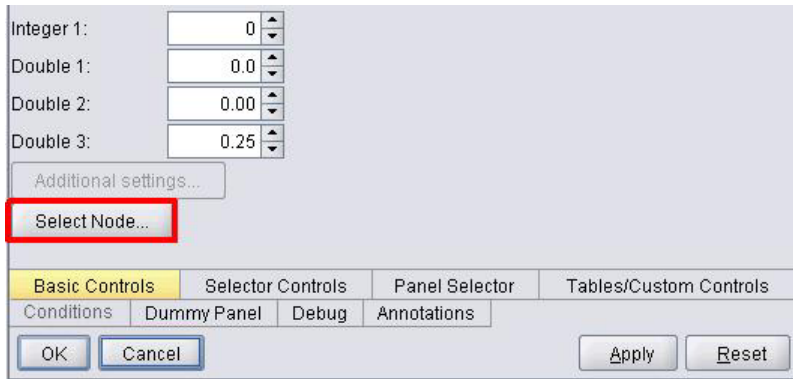 Integer 1: 0
Double 1: 0.0
Double 2: 0.00
Double 3: 0.25
Additional settings...
Select Node...
Basic Controls Selector Controls Panel Selector Tables/Custom Controls
Conditions Dummy Panel Debug Annotations
OK Cancel Apply Reset